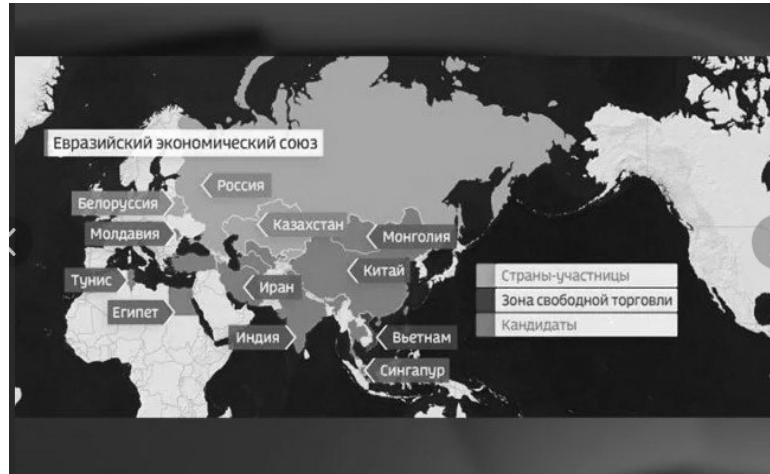 Евразийский экономический союз
Россия
Белоруссия
Казахстан
Молдавия
Монголия
Китай
Тунис
Иран
Египет
Индия
Вьетнам
Сингапур
Страны-участницы
Зона свободной торговли
Кандидаты